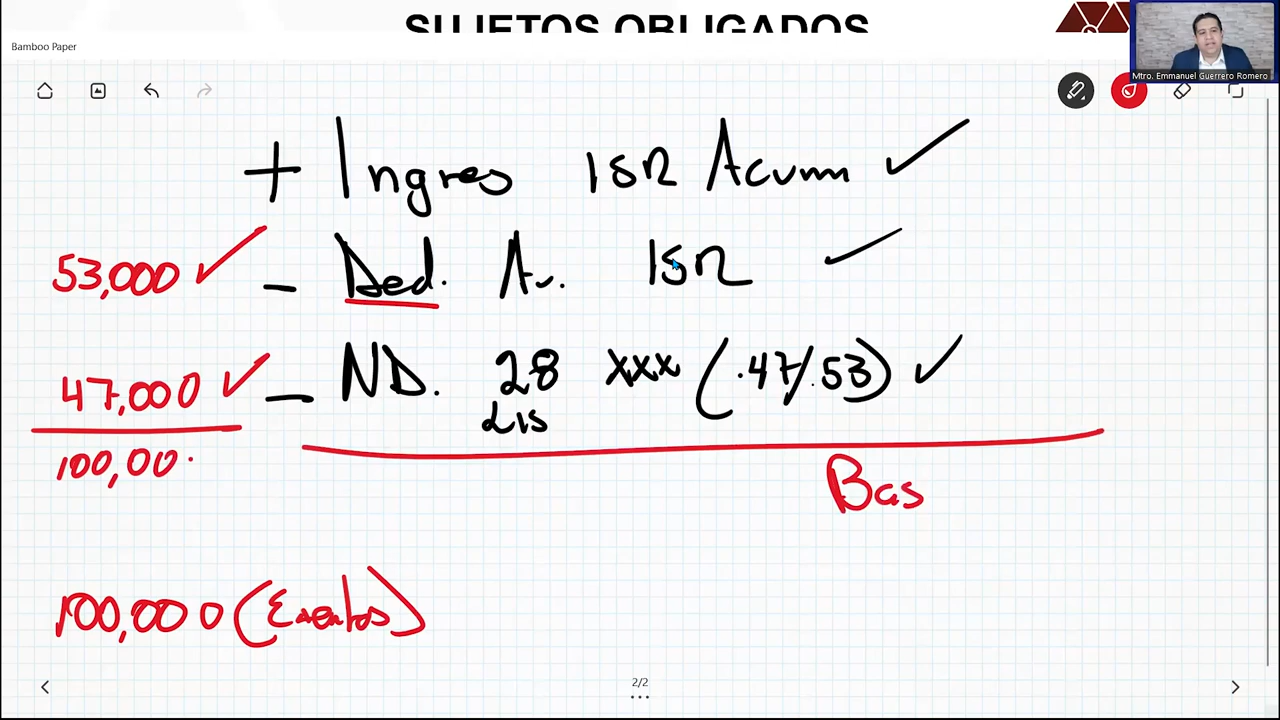 SUJETOS OBLIGADOS
Bamboo Paper
Mtro. Emmanuel Guerrero Romero
+ Ingres ISR Acum ✓
53,000 ✓ - Ded. Au. ISR ✓
47,000 ✓ - ND. 28 xxx (.47/.53) ✓
LIS
100,00.
Bas
100,000 (Exentos)
2/2